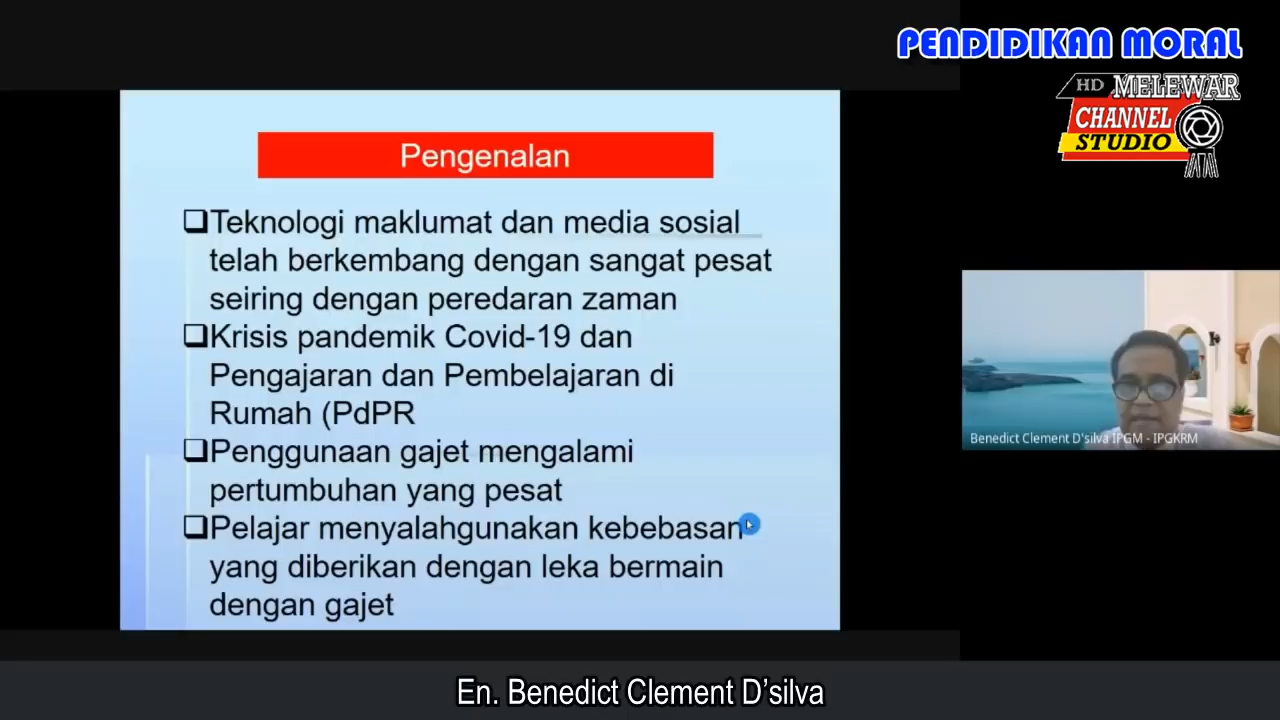 PENDIDIKAN MORAL
HD MELEWAR
CHANNEL
STUDIO
Pengenalan
❑Teknologi maklumat dan media sosial
telah berkembang dengan sangat pesat
seiring dengan peredaran zaman
❑Krisis pandemik Covid-19 dan
Pengajaran dan Pembelajaran di
Rumah (PdPR
❑Penggunaan gajet mengalami
pertumbuhan yang pesat
❑Pelajar menyalahgunakan kebebasan
yang diberikan dengan leka bermain
dengan gajet
Benedict Clement D'silva IPGM - IPGKRM
En. Benedict Clement D’silva